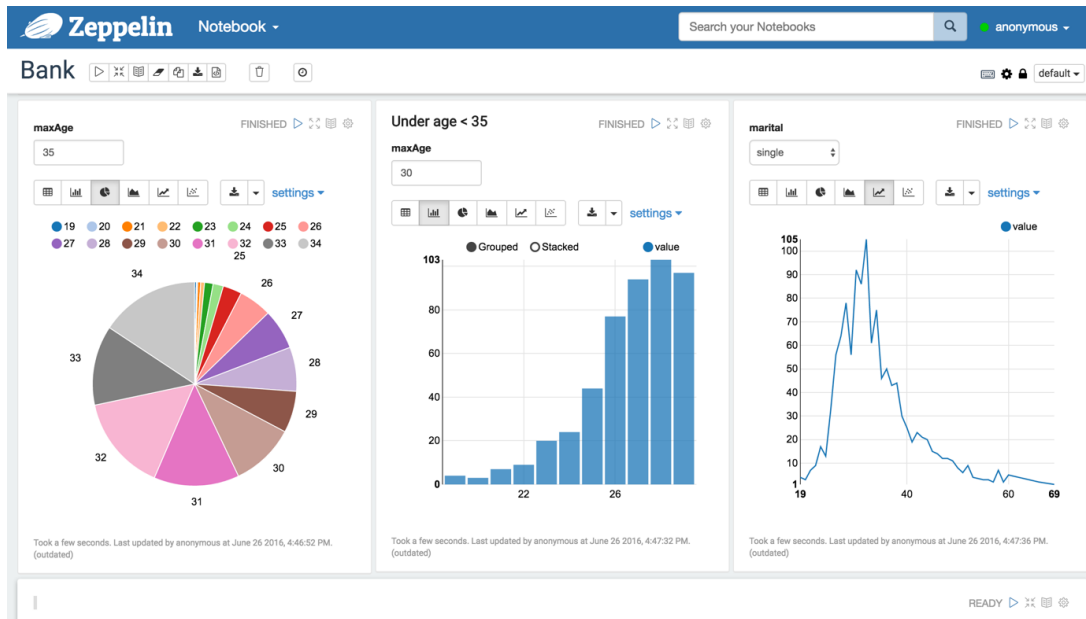 Zeppelin Notebook Search your Notebooks anonymous
Bank default
maxAge FINISHED
35
settings
19 20 21 22 23 24 25 26
27 28 29 30 31 32 33 34
25
34
26
27
33
28
29
32
30
31
Took a few seconds. Last updated by anonymous at June 26 2016, 4:46:52 PM.
(outdated)
Under age < 35 FINISHED
maxAge
30
settings
Grouped Stacked value
103
80
60
40
20
0
22 26
Took a few seconds. Last updated by anonymous at June 26 2016, 4:47:32 PM.
(outdated)
marital FINISHED
single
settings
value
105
100
90
80
70
60
50
40
30
20
10
1
19 40 60 69
Took a few seconds. Last updated by anonymous at June 26 2016, 4:47:36 PM.
(outdated)
READY